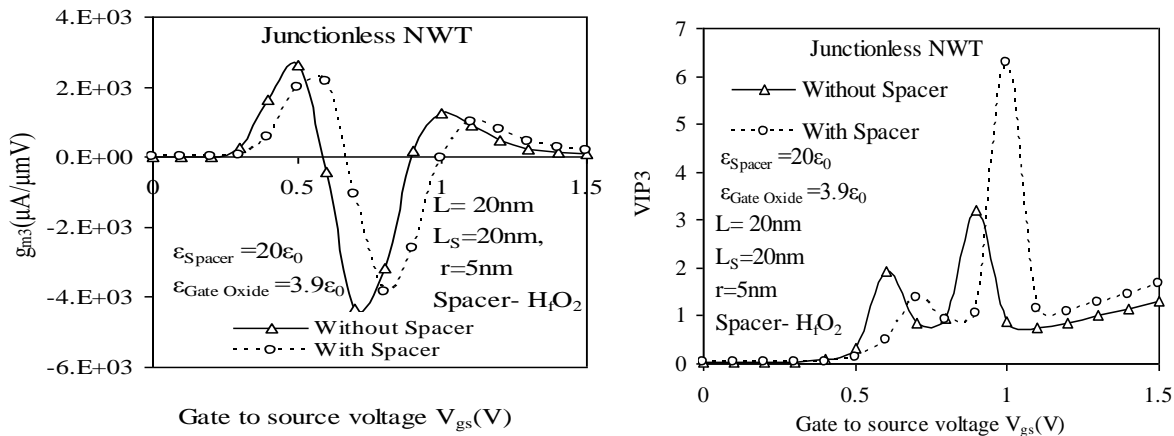 4.E+03
2.E+03
0.E+00
-2.E+03
-4.E+03
-6.E+03
g_m3(μA/μmV)
Junctionless NWT
0
0.5
1
1.5
L= 20nm
L_S=20nm,
r=5nm
Spacer- H_fO_2
ε_Spacer =20ε_0
ε_Gate Oxide =3.9ε_0
Without Spacer
With Spacer
Gate to source voltage V_gs(V)
7
6
5
4
3
2
1
0
VIP3
Junctionless NWT
Without Spacer
With Spacer
ε_Spacer =20ε_0
ε_Gate Oxide =3.9ε_0
L= 20nm
L_S=20nm
r=5nm
Spacer- H_fO_2
0
0.5
1
1.5
Gate to source voltage V_gs(V)